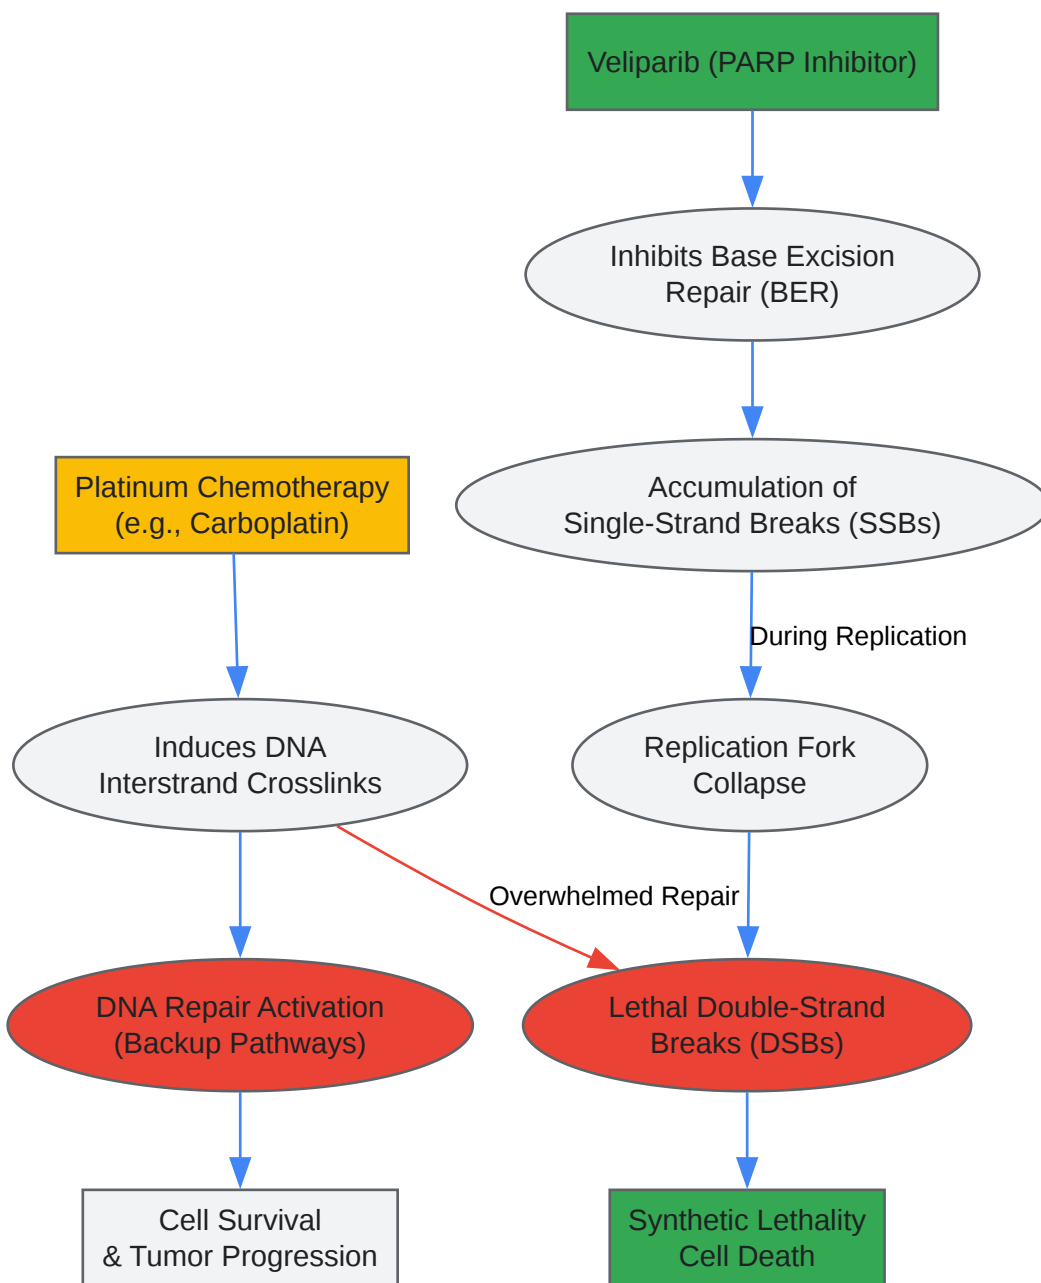 Veliparib (PARP Inhibitor)
Inhibits Base Excision
Repair (BER)
Accumulation of
Single-Strand Breaks (SSBs)
Platinum Chemotherapy
(e.g., Carboplatin)
During Replication
Induces DNA
Interstrand Crosslinks
Replication Fork
Collapse
Overwhelmed Repair
DNA Repair Activation
(Backup Pathways)
Lethal Double-Strand
Breaks (DSBs)
Cell Survival
& Tumor Progression
Synthetic Lethality
Cell Death